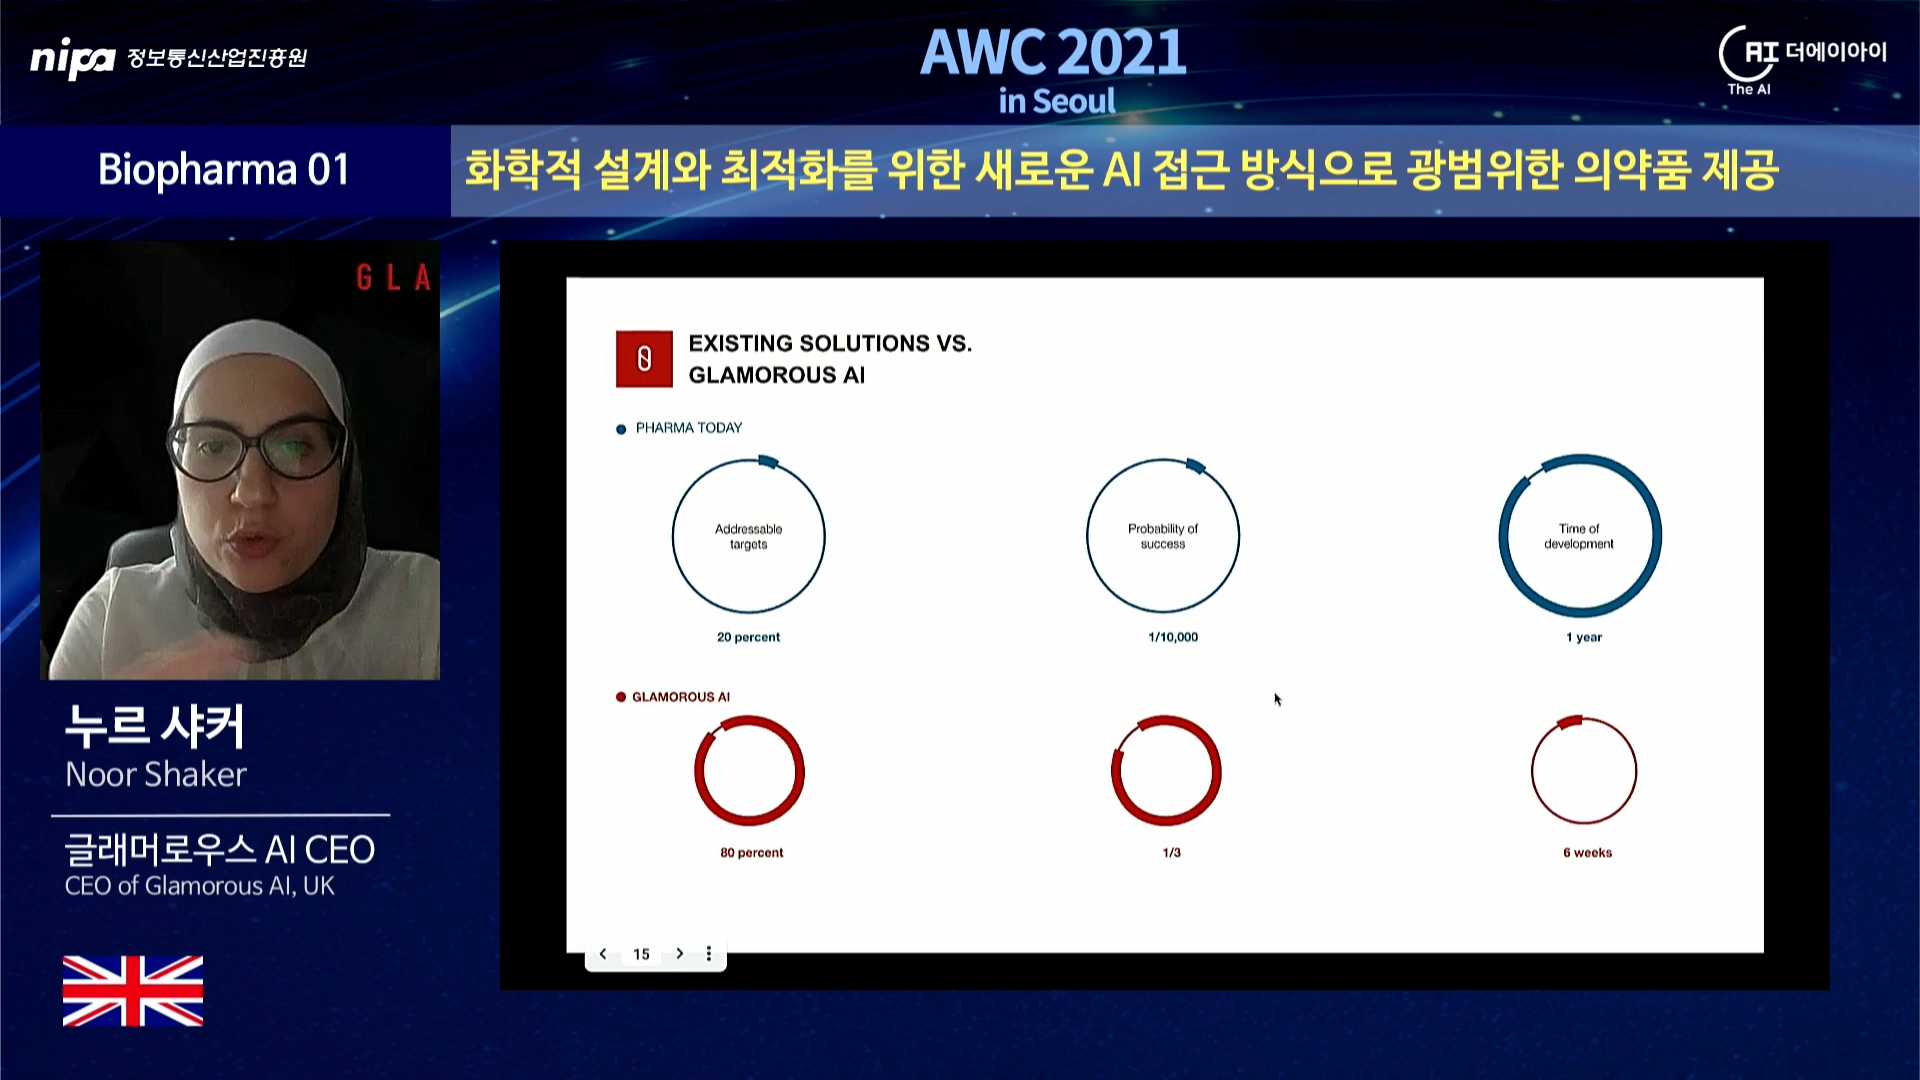 nipa 정보통신산업진흥원
AWC 2021
in Seoul
AI 더에이아이
The AI
Biopharma 01
화학적 설계와 최적화를 위한 새로운 AI 접근 방식으로 광범위한 의약품 제공
GLA
EXISTING SOLUTIONS VS.
GLAMOROUS AI
PHARMA TODAY
Addressable
targets
20 percent
Probability of
success
1/10,000
Time of
development
1 year
GLAMOROUS AI
80 percent
1/3
6 weeks
15
누르 샤커
Noor Shaker
글래머로우스 AI CEO
CEO of Glamorous AI, UK